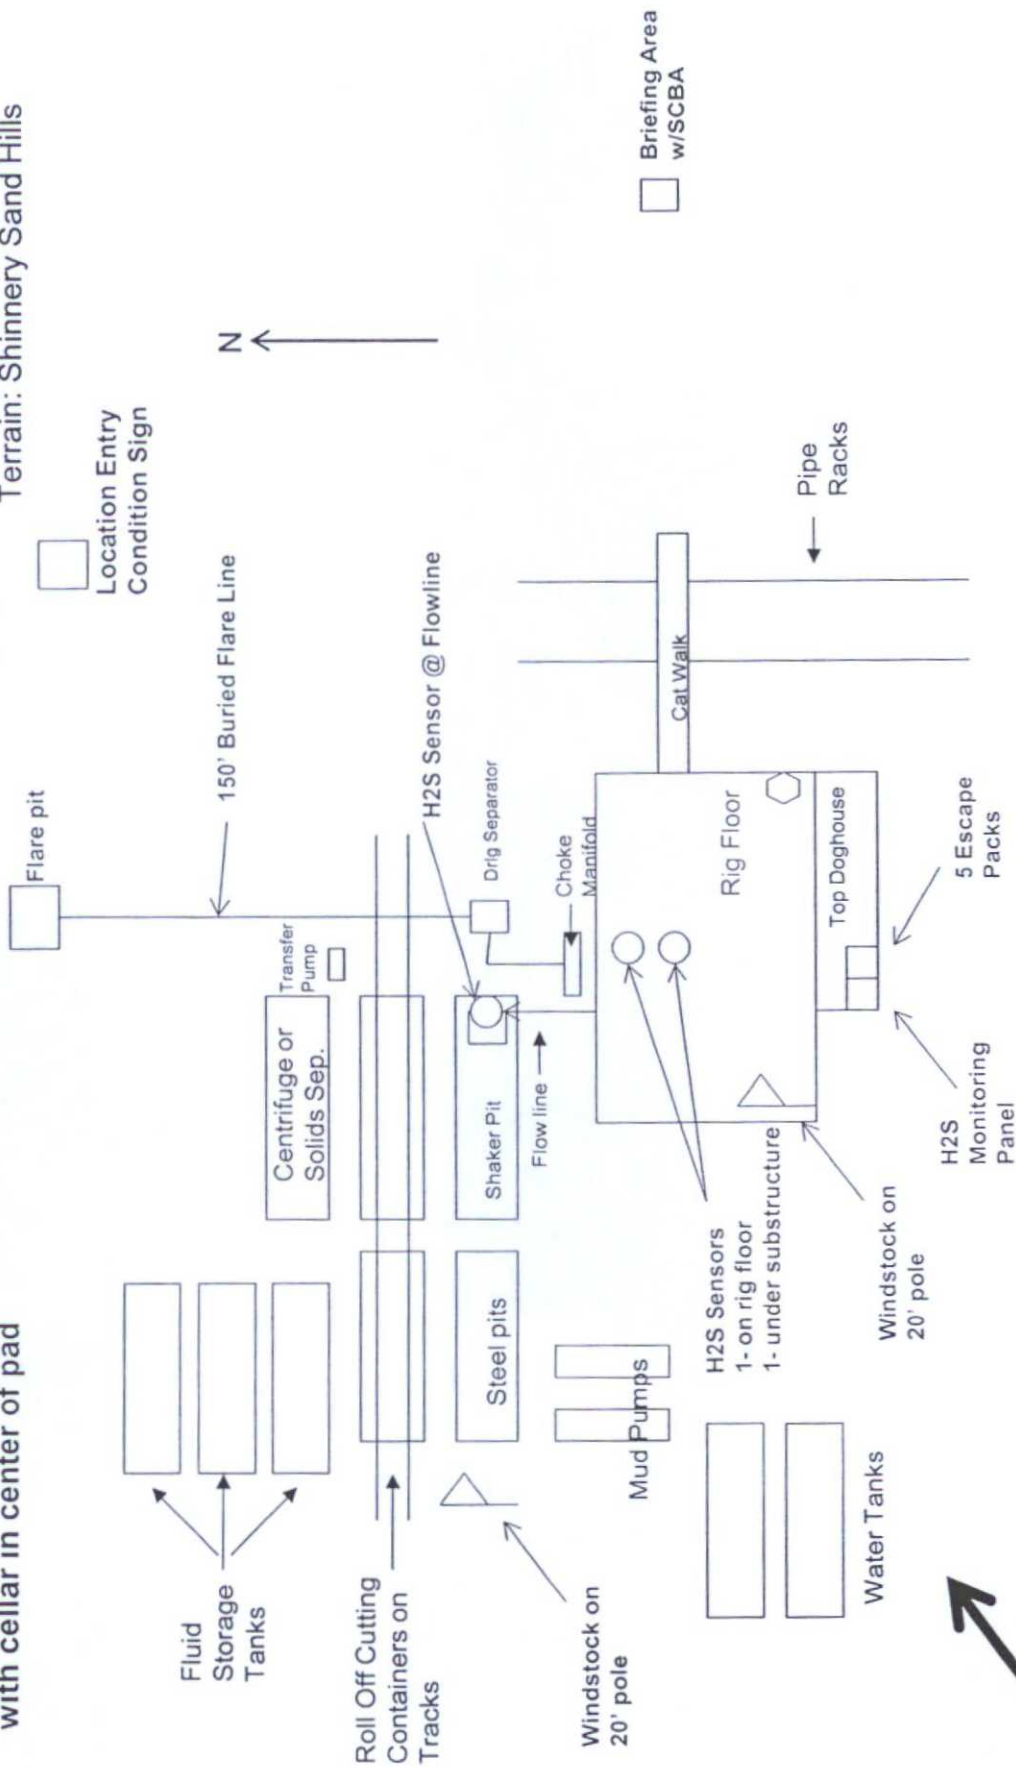 with cellar in center of pad
Terrain: Shinnery Sand Hills
Flare pit
Location Entry
Condition Sign
150' Buried Flare Line
N
Fluid
Storage
Tanks
Centrifuge or
Solids Sep.
Transfer
Pump
Roll Off Cutting
Containers on
Tracks
H2S Sensor @ Flowline
Steel pits
Shaker Pit
Drlg Separator
Flow line
Choke
Manifold
Windstock on
20' pole
Mud Pumps
Briefing Area
w/SCBA
Cat Walk
Rig Floor
H2S Sensors
1- on rig floor
1- under substructure
Pipe
Racks
Top Doghouse
Water Tanks
Windstock on
20' pole
H2S
Monitoring
Panel
5 Escape
Packs